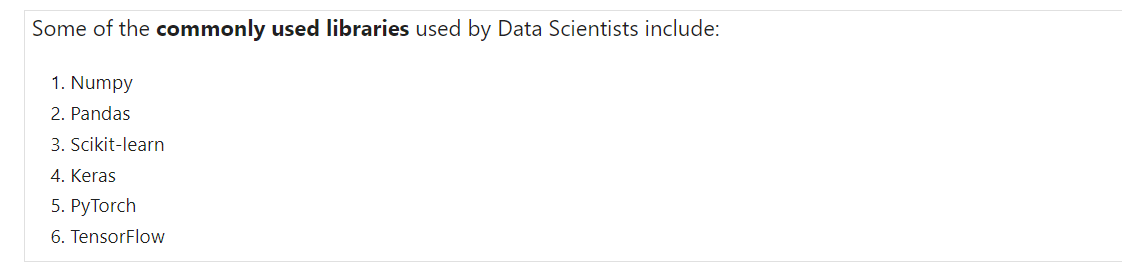 Some of the commonly used libraries used by Data Scientists include:
1. Numpy
2. Pandas
3. Scikit-learn
4. Keras
5. PyTorch
6. TensorFlow